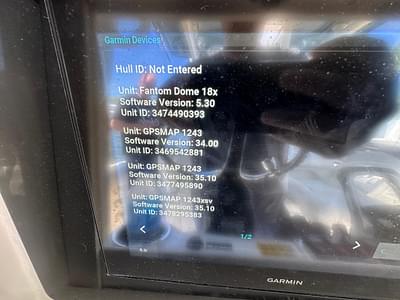 Garmin Devices
Hull ID: Not Entered
Unit: Fantom Dome 18x
Software Version: 5.30
Unit ID: 3474490393
Unit: GPSMAP 1243
Software Version: 34.00
Unit ID: 3469542881
Unit: GPSMAP 1243
Software Version: 35.10
Unit ID: 3477495890
Unit: GPSMAP 1243xsv
Software Version: 35.10
Unit ID: 3478295383
1/2
GARMIN